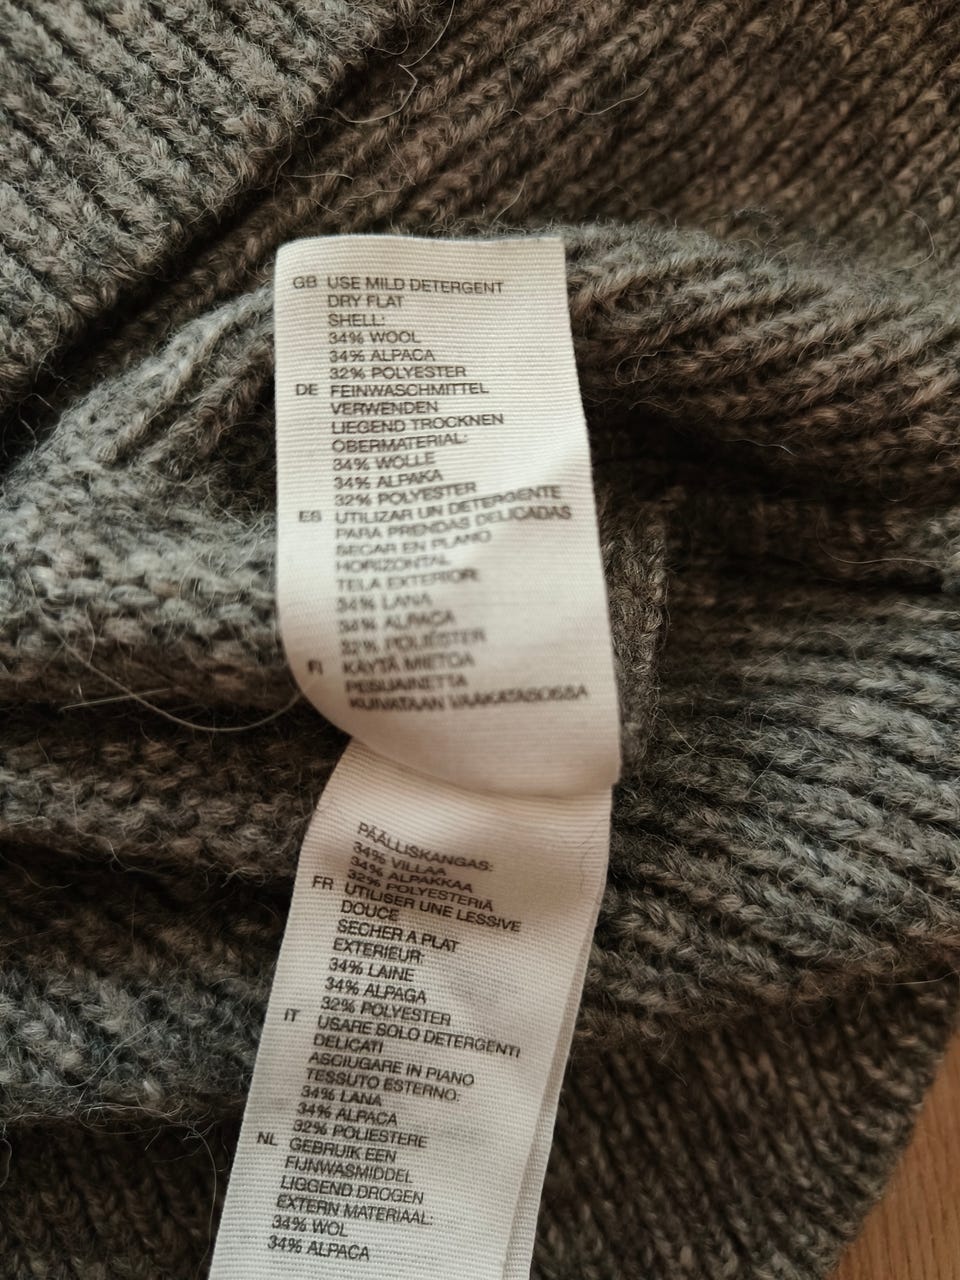 GB USE MILD DETERGENT
DRY FLAT
SHELL:
34% WOOL
34% ALPACA
32% POLYESTER
DE FEINWASCHMITTEL
VERWENDEN
LIEGEND TROCKNEN
OBERMATERIAL:
34% WOLLE
34% ALPAKA
32% POLYESTER
ES UTILIZAR UN DETERGENTE
PARA PRENDAS DELICADAS
SECAR EN PLANO
HORIZONTAL
TELA EXTERIOR:
34% LANA
34% ALPACA
32% POLIÉSTER
FI KÄYTÄ MIETOA
PESUAINETTA
KUIVATAAN VAAKATASOSSA
PÄÄLLISKANGAS:
34% VILLAA
34% ALPAKKAA
32% POLYESTERIA
FR UTILISER UNE LESSIVE
DOUCE
SECHER A PLAT
EXTERIEUR:
34% LAINE
34% ALPAGA
32% POLYESTER
IT USARE SOLO DETERGENTI
DELICATI
ASCIUGARE IN PIANO
TESSUTO ESTERNO:
34% LANA
34% ALPACA
32% POLIESTERE
NL GEBRUIK EEN
FIJNWASMIDDEL
LIGGEND DROGEN
EXTERN MATERIAAL:
34% WOL
34% ALPACA